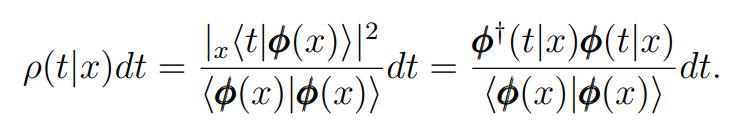 ρ(t|x)dt = |ₓ⟨t|ϕ(x)⟩|² / ⟨ϕ(x)|ϕ(x)⟩ dt = ϕ†(t|x)ϕ(t|x) / ⟨ϕ(x)|ϕ(x)⟩ dt.